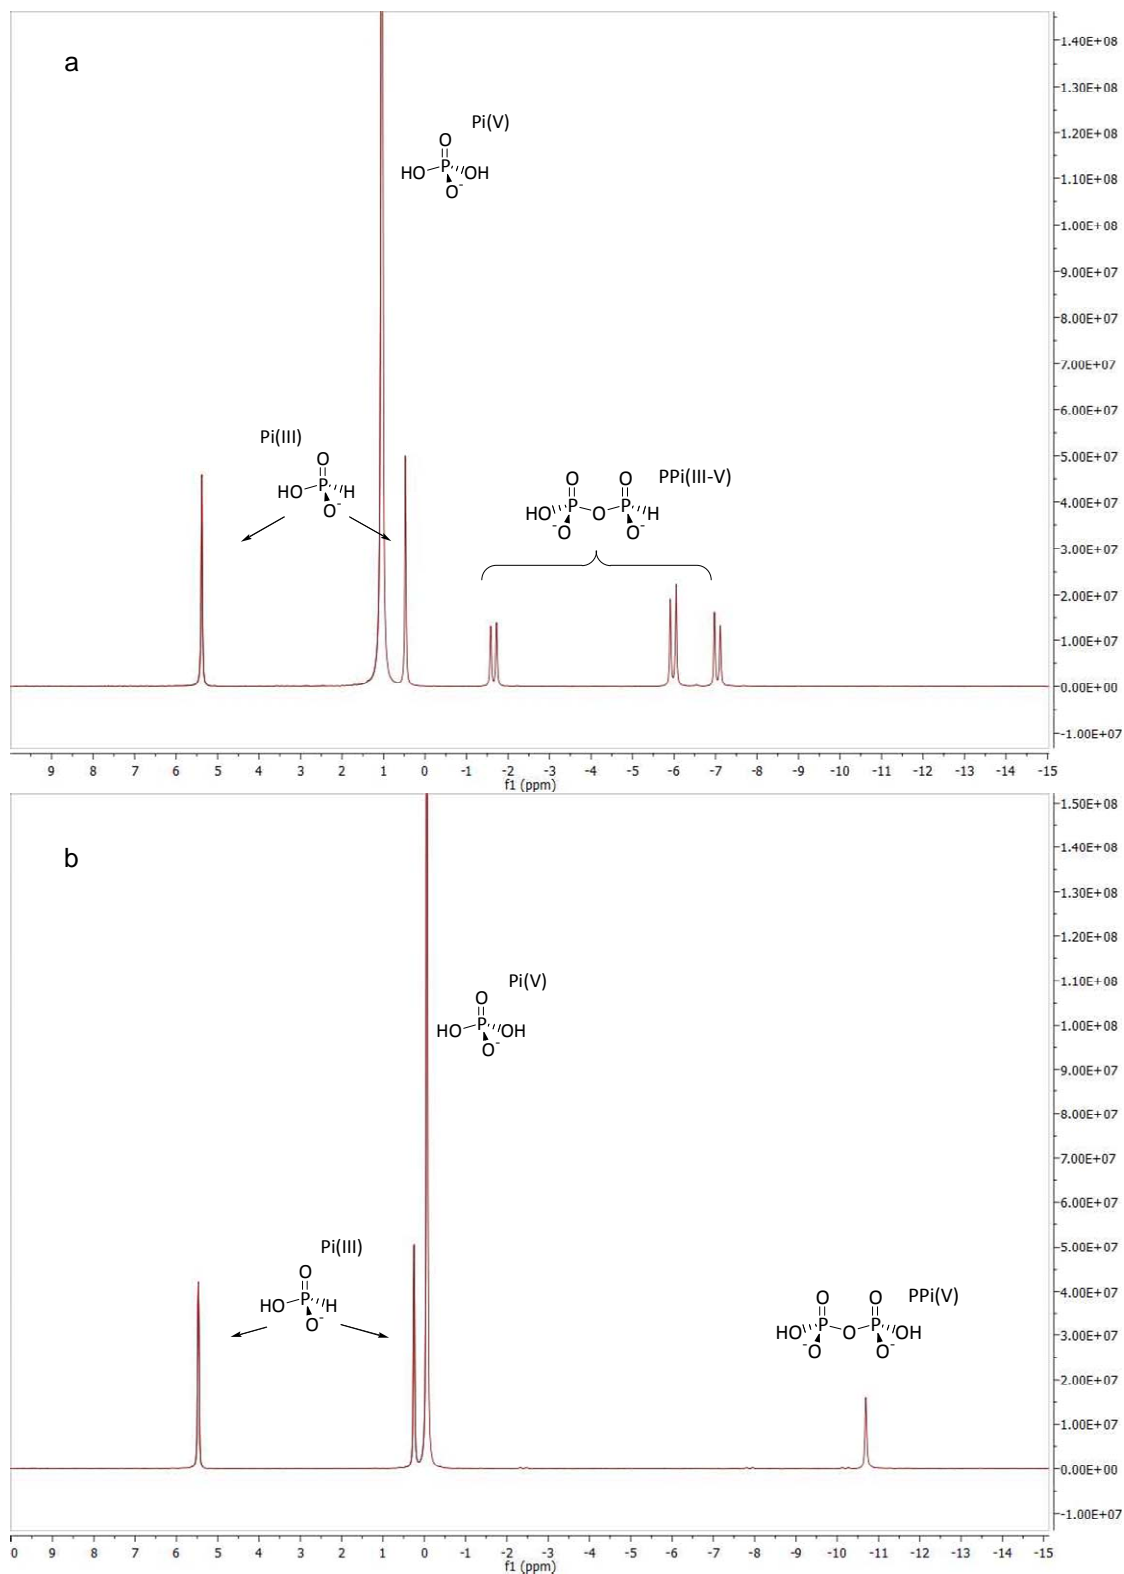 a
Pi(V)
O
HO P OH
O-
Pi(III)
O
HO P H
O-
PPi(III-V)
O O
HO P O P H
-O O-
1.40E+08
1.30E+08
1.20E+08
1.10E+08
1.00E+08
9.00E+07
8.00E+07
7.00E+07
6.00E+07
5.00E+07
4.00E+07
3.00E+07
2.00E+07
1.00E+07
0.00E+00
-1.00E+07
9 8 7 6 5 4 3 2 1 0 -1 -2 -3 -4 -5 -6 -7 -8 -9 -10 -11 -12 -13 -14 -15
f1 (ppm)
b
Pi(V)
O
HO P OH
O-
Pi(III)
O
HO P H
O-
PPi(V)
O O
HO P O P OH
-O O-
1.50E+08
1.40E+08
1.30E+08
1.20E+08
1.10E+08
1.00E+08
9.00E+07
8.00E+07
7.00E+07
6.00E+07
5.00E+07
4.00E+07
3.00E+07
2.00E+07
1.00E+07
0.00E+00
-1.00E+07
0 9 8 7 6 5 4 3 2 1 0 -1 -2 -3 -4 -5 -6 -7 -8 -9 -10 -11 -12 -13 -14 -15
f1 (ppm)